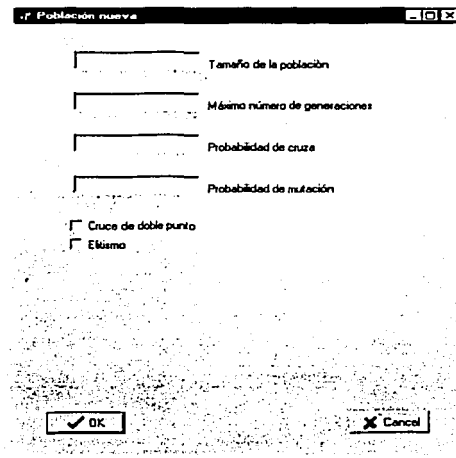 Población nueva
Tamaño de la población
Máximo número de generaciones
Probabilidad de cruza
Probabilidad de mutación
Cruce de doble punto
Elitismo
OK
Cancel